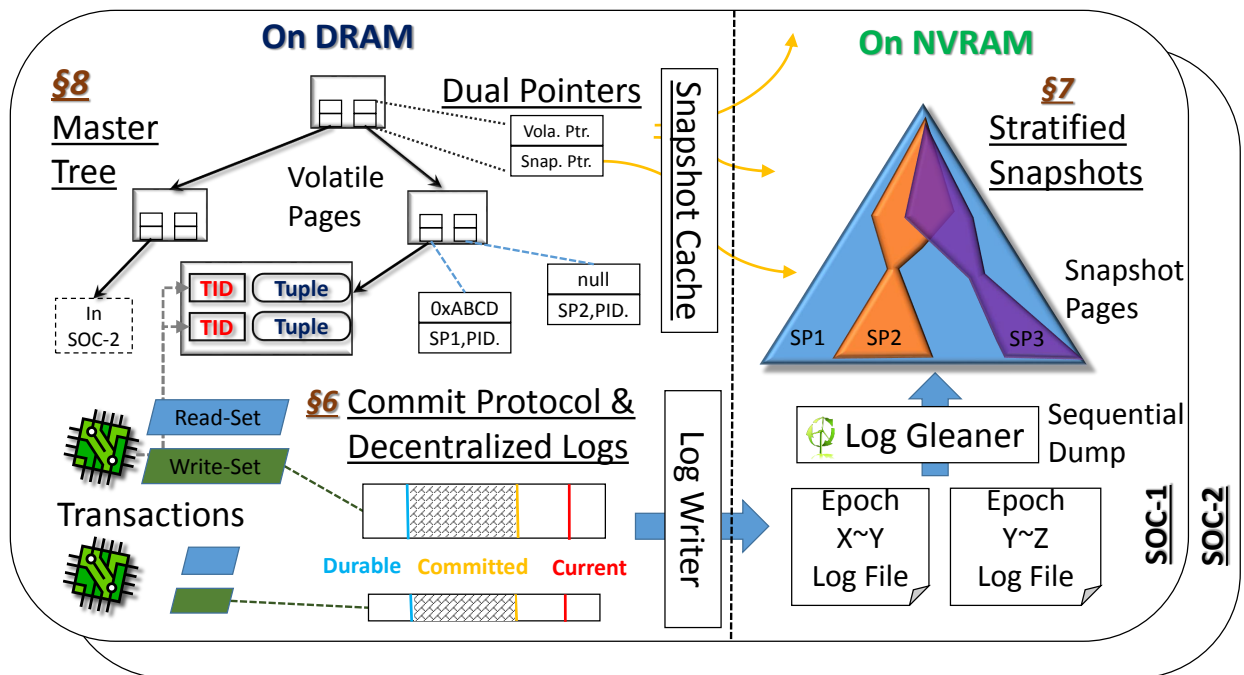 On DRAM
On NVRAM
§8
Master
Tree
Dual Pointers
Vola. Ptr.
Snap. Ptr.
Volatile
Pages
Snapshot Cache
§7
Stratified
Snapshots
Snapshot
Pages
In
SOC-2
TID
Tuple
TID
Tuple
0xABCD
SP1,PID.
null
SP2,PID.
SP1
SP2
SP3
§6 Commit Protocol &
Decentralized Logs
Read-Set
Write-Set
Transactions
Durable
Committed
Current
Log Writer
Log Gleaner
Sequential
Dump
Epoch
X~Y
Log File
Epoch
Y~Z
Log File
SOC-1
SOC-2